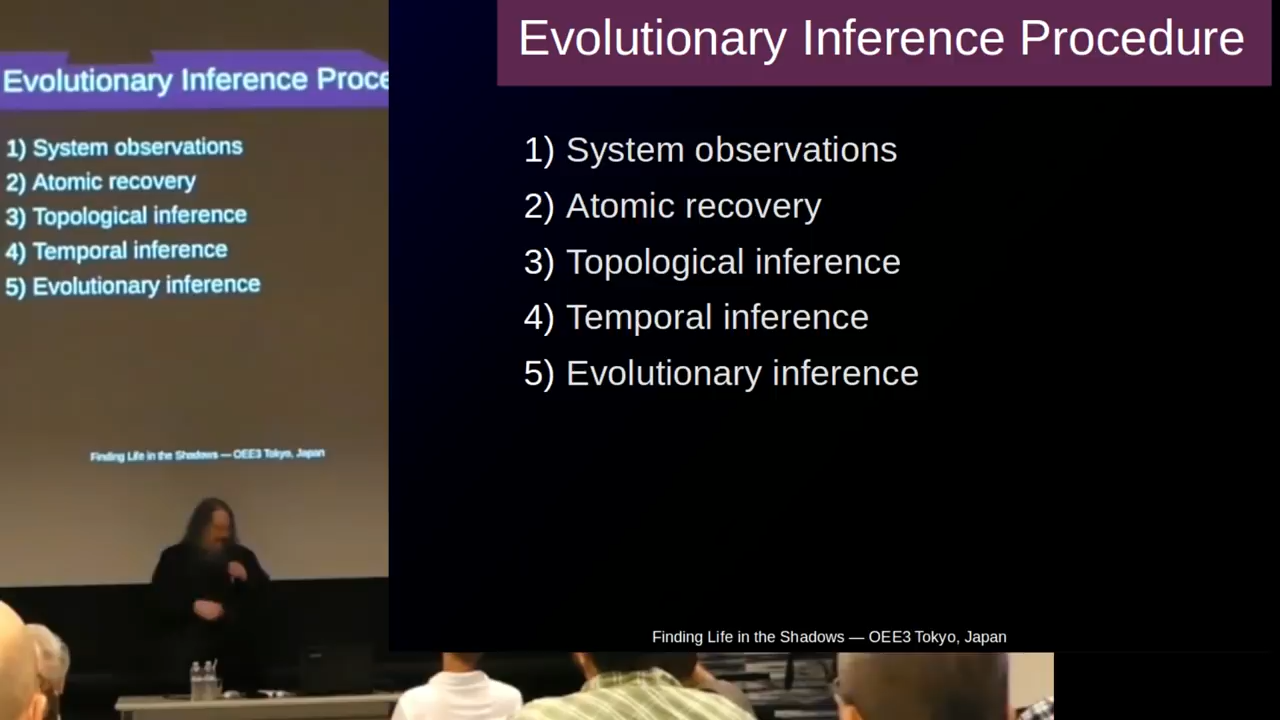 Evolutionary Inference Proce
1) System observations
2) Atomic recovery
3) Topological inference
4) Temporal inference
5) Evolutionary inference
Finding Life in the Shadows — OEE3 Tokyo, Japan
Evolutionary Inference Procedure
1) System observations
2) Atomic recovery
3) Topological inference
4) Temporal inference
5) Evolutionary inference
Finding Life in the Shadows — OEE3 Tokyo, Japan